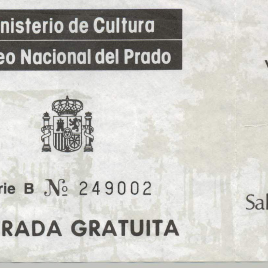 nisterio de Cultura
eo Nacional del Prado
rie B Nº 249002
RADA GRATUITA
Sal